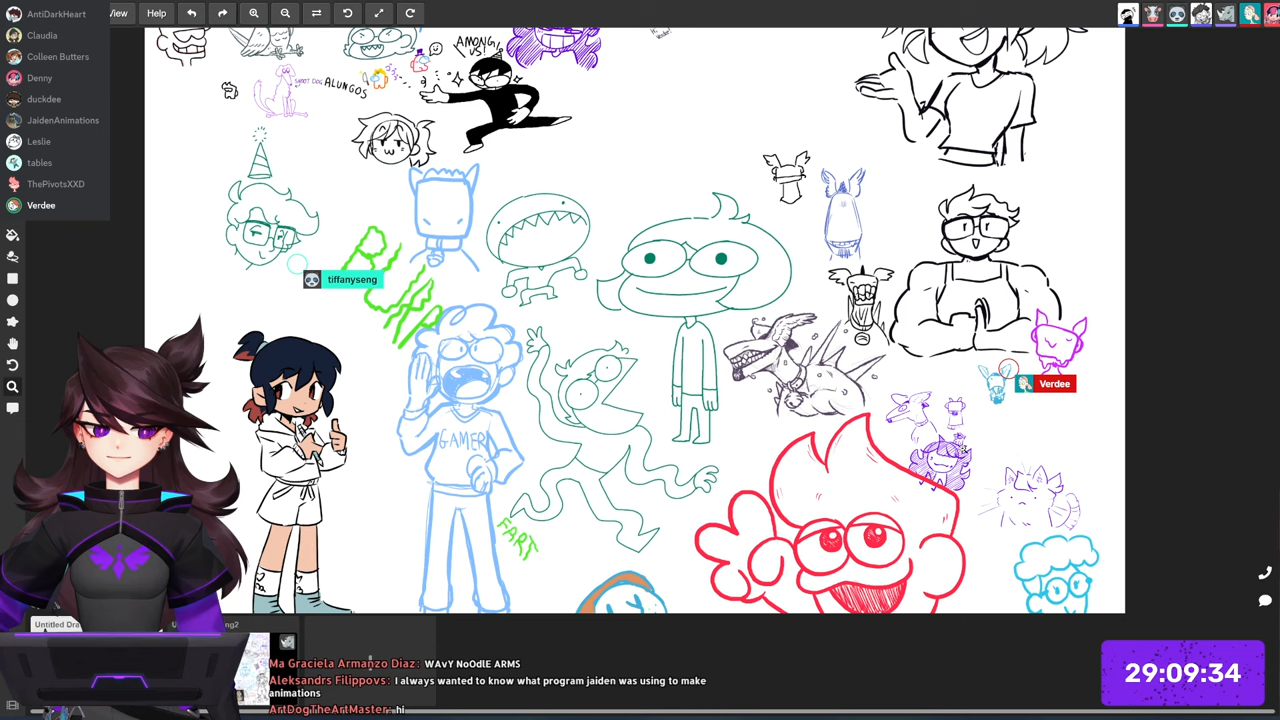 AntiDarkHeart
Claudia
Colleen Butters
Denny
duckdee
JaidenAnimations
Leslie
tables
ThePivotsXXD
Verdee
View
Help
AMONG
US!
ALUNGOS
tiffanyseng
GAMER
FART
Verdee
Untitled Dra
Ma Graciela Armanzo Diaz: WAvY NoOdlE ARMS
Aleksandrs Filippovs: I always wanted to know what program jaiden was using to make
animations
ArtDogTheArtMaster: hi
29:09:34